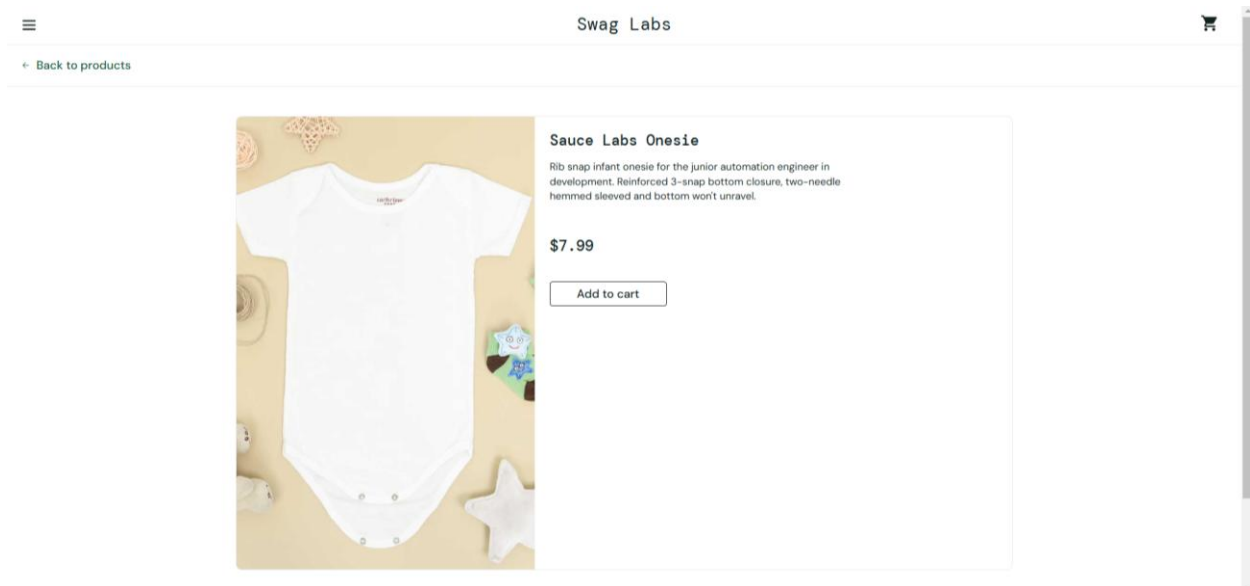 Swag Labs
← Back to products
Sauce Labs Onesie
Rib snap infant onesie for the junior automation engineer in
development. Reinforced 3-snap bottom closure, two-needle
hemmed sleeved and bottom won't unravel.
$7.99
Add to cart